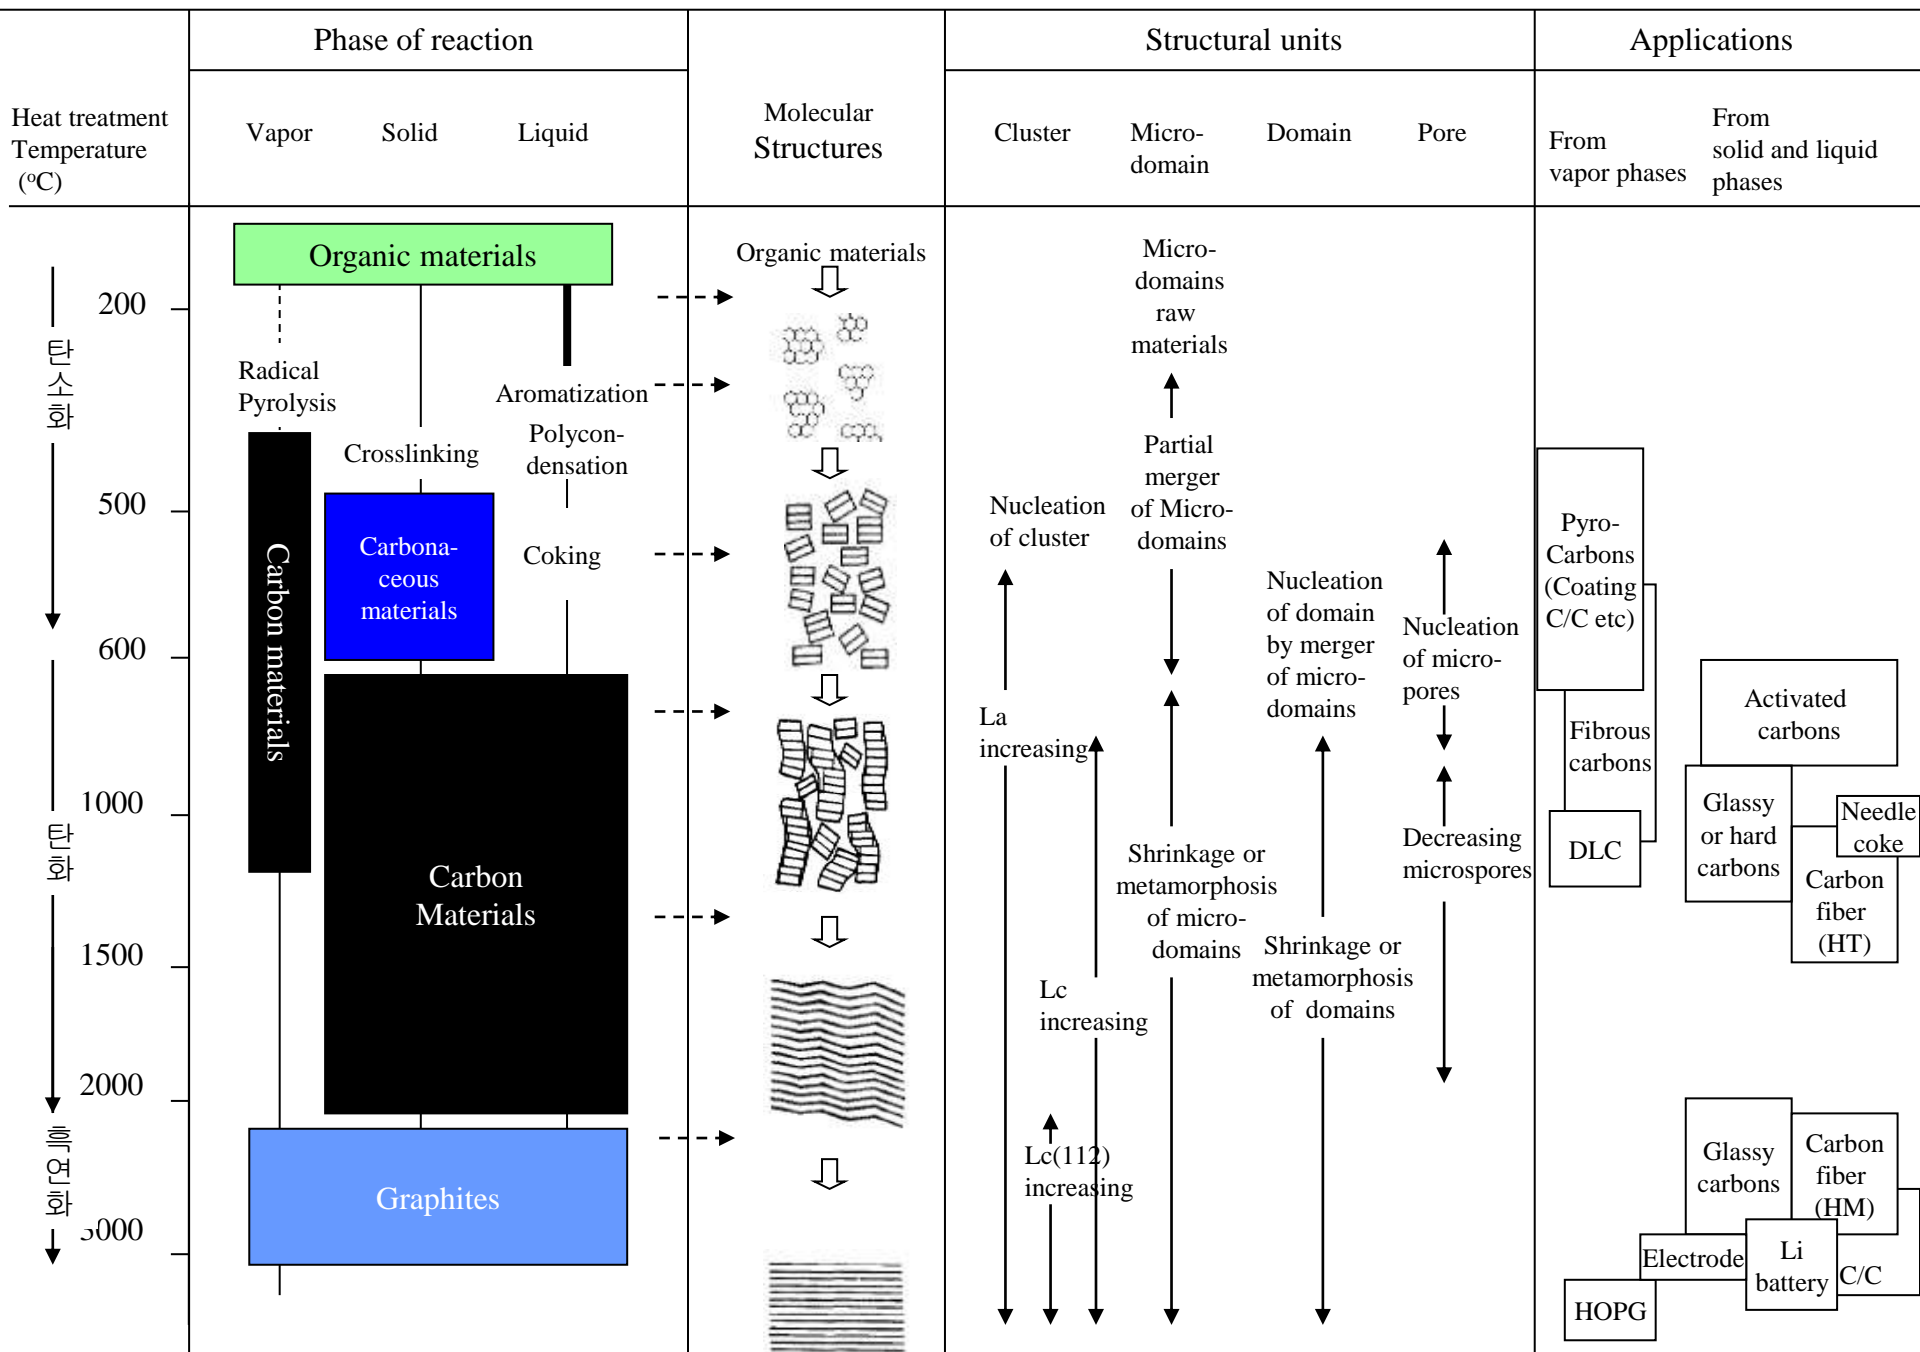 Phase of reaction
Structural units
Applications
Heat treatment
Temperature
(°C)
Vapor
Solid
Liquid
Molecular
Structures
Cluster
Micro-
domain
Domain
Pore
From
vapor phases
From
solid and liquid
phases
탄소화
탄화
흑연화
200
500
600
1000
1500
2000
3000
Organic materials
Radical
Pyrolysis
Crosslinking
Aromatization
Polycon-
densation
Coking
Carbon materials
Carbona-
ceous
materials
Carbon
Materials
Graphites
Organic materials
Nucleation
of cluster
La
increasing
Lc
increasing
Lc(112)
increasing
Micro-
domains
raw
materials
Partial
merger
of Micro-
domains
Shrinkage or
metamorphosis
of micro-
domains
Nucleation
of domain
by merger
of micro-
domains
Shrinkage or
metamorphosis
of domains
Nucleation
of micro-
pores
Decreasing
microspores
Pyro-
Carbons
(Coating
C/C etc)
Fibrous
carbons
DLC
Activated
carbons
Glassy
or hard
carbons
Needle
coke
Carbon
fiber
(HT)
Glassy
carbons
Carbon
fiber
(HM)
Electrode
Li
battery
C/C
HOPG